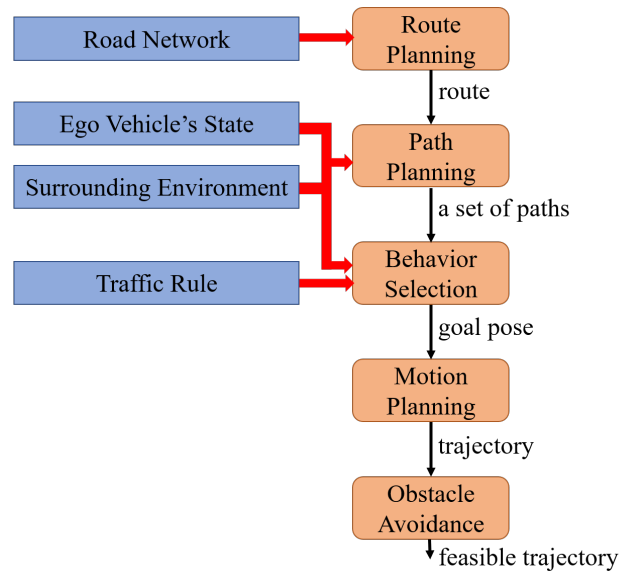 Road Network
Route
Planning
route
Ego Vehicle's State
Path
Planning
Surrounding Environment
a set of paths
Behavior
Selection
Traffic Rule
goal pose
Motion
Planning
trajectory
Obstacle
Avoidance
feasible trajectory